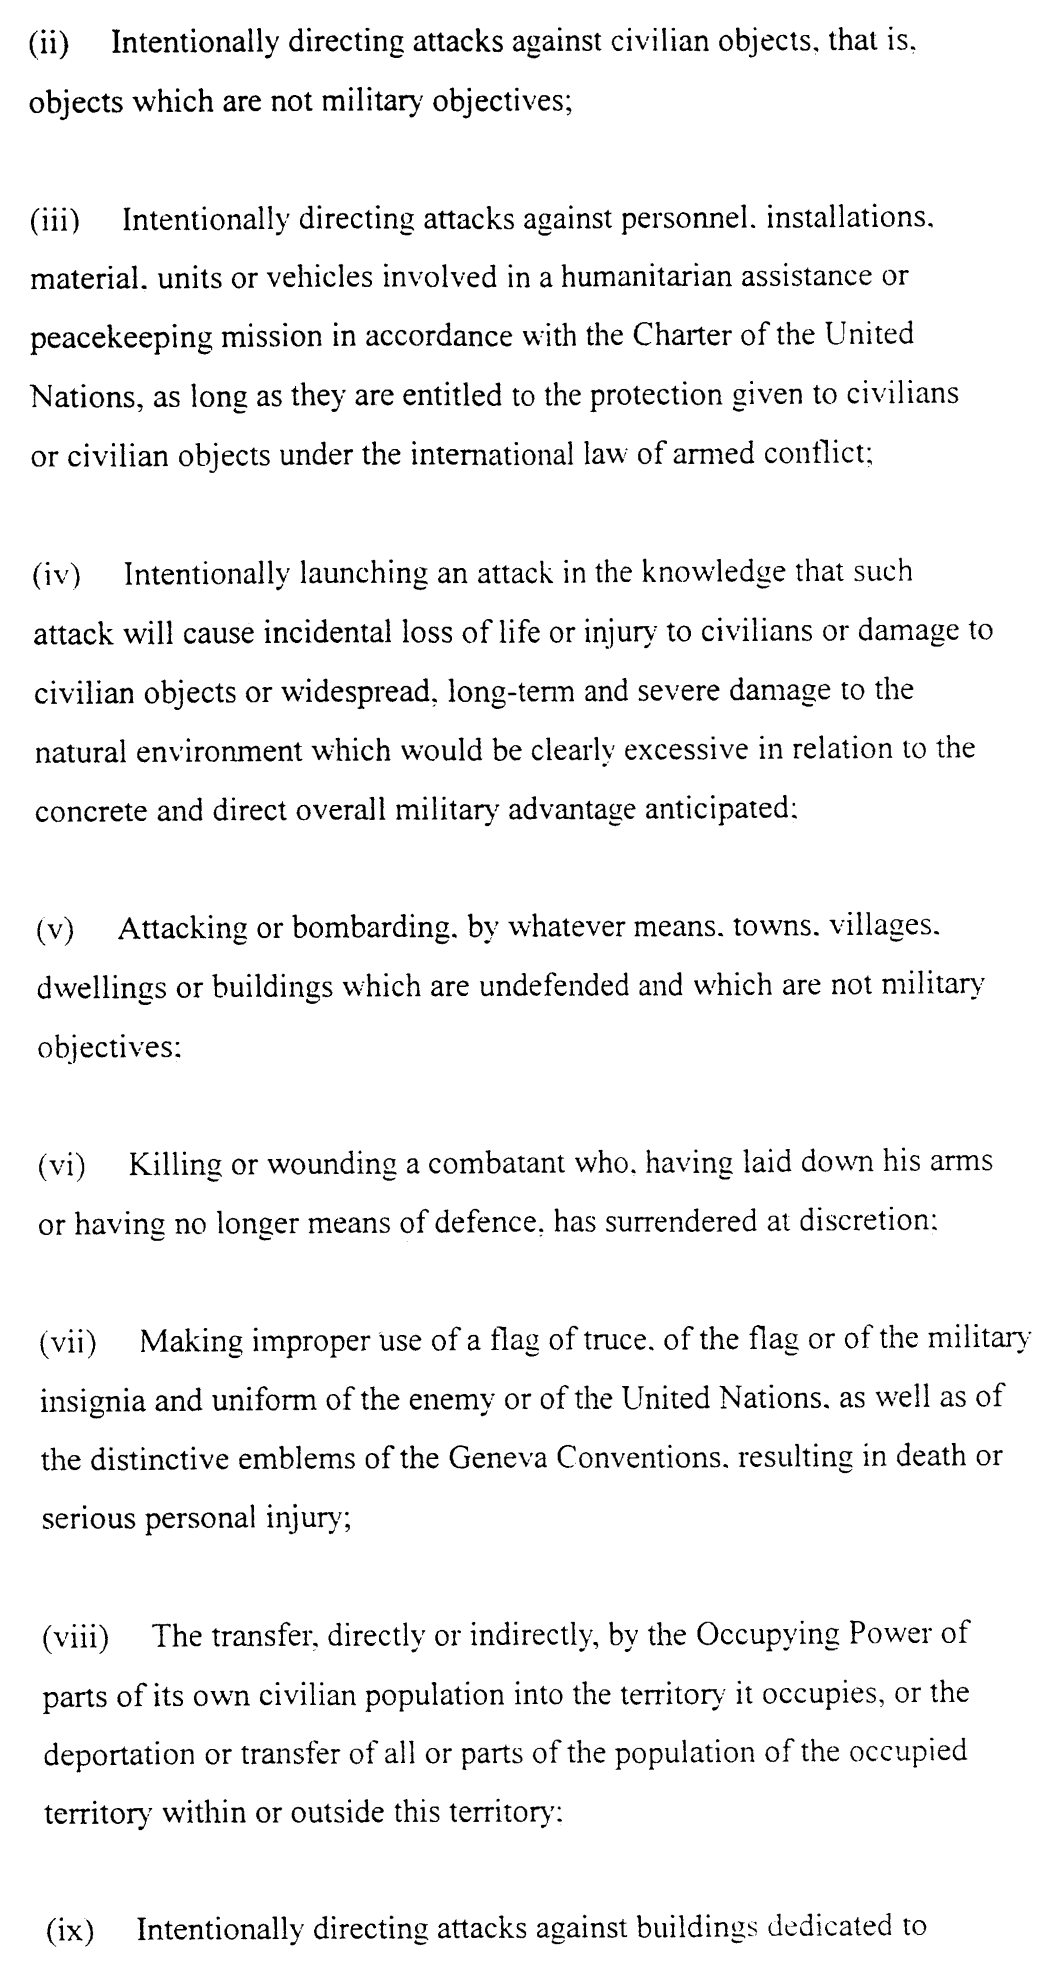 (ii) Intentionally directing attacks against civilian objects, that is,
objects which are not military objectives;
(iii) Intentionally directing attacks against personnel, installations,
material, units or vehicles involved in a humanitarian assistance or
peacekeeping mission in accordance with the Charter of the United
Nations, as long as they are entitled to the protection given to civilians
or civilian objects under the international law of armed conflict;
(iv) Intentionally launching an attack in the knowledge that such
attack will cause incidental loss of life or injury to civilians or damage to
civilian objects or widespread, long-term and severe damage to the
natural environment which would be clearly excessive in relation to the
concrete and direct overall military advantage anticipated;
(v) Attacking or bombarding, by whatever means, towns, villages,
dwellings or buildings which are undefended and which are not military
objectives;
(vi) Killing or wounding a combatant who, having laid down his arms
or having no longer means of defence, has surrendered at discretion;
(vii) Making improper use of a flag of truce, of the flag or of the military
insignia and uniform of the enemy or of the United Nations, as well as of
the distinctive emblems of the Geneva Conventions, resulting in death or
serious personal injury;
(viii) The transfer, directly or indirectly, by the Occupying Power of
parts of its own civilian population into the territory it occupies, or the
deportation or transfer of all or parts of the population of the occupied
territory within or outside this territory;
(ix) Intentionally directing attacks against buildings dedicated to